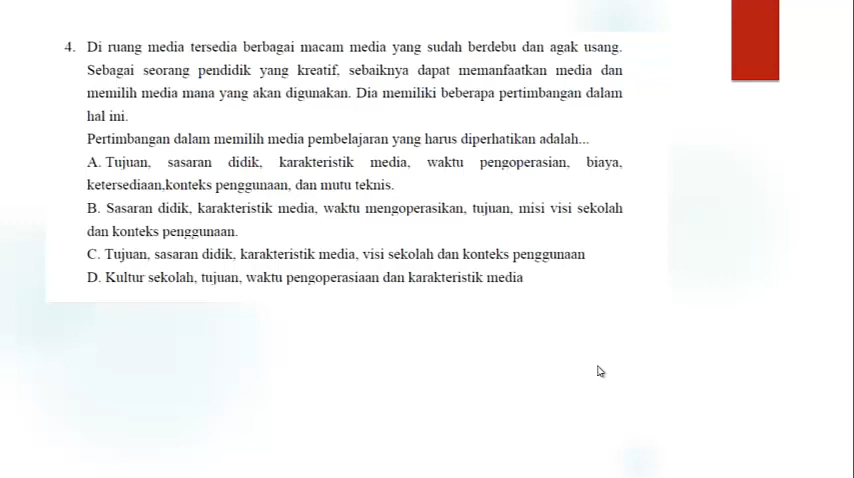 4. Di ruang media tersedia berbagai macam media yang sudah berdebu dan agak usang.
Sebagai seorang pendidik yang kreatif, sebaiknya dapat memanfaatkan media dan
memilih media mana yang akan digunakan. Dia memiliki beberapa pertimbangan dalam
hal ini.
Pertimbangan dalam memilih media pembelajaran yang harus diperhatikan adalah...
A. Tujuan, sasaran didik, karakteristik media, waktu pengoperasian, biaya,
ketersediaan,konteks penggunaan, dan mutu teknis.
B. Sasaran didik, karakteristik media, waktu mengoperasikan, tujuan, misi visi sekolah
dan konteks penggunaan.
C. Tujuan, sasaran didik, karakteristik media, visi sekolah dan konteks penggunaan
D. Kultur sekolah, tujuan, waktu pengoperasiaan dan karakteristik media